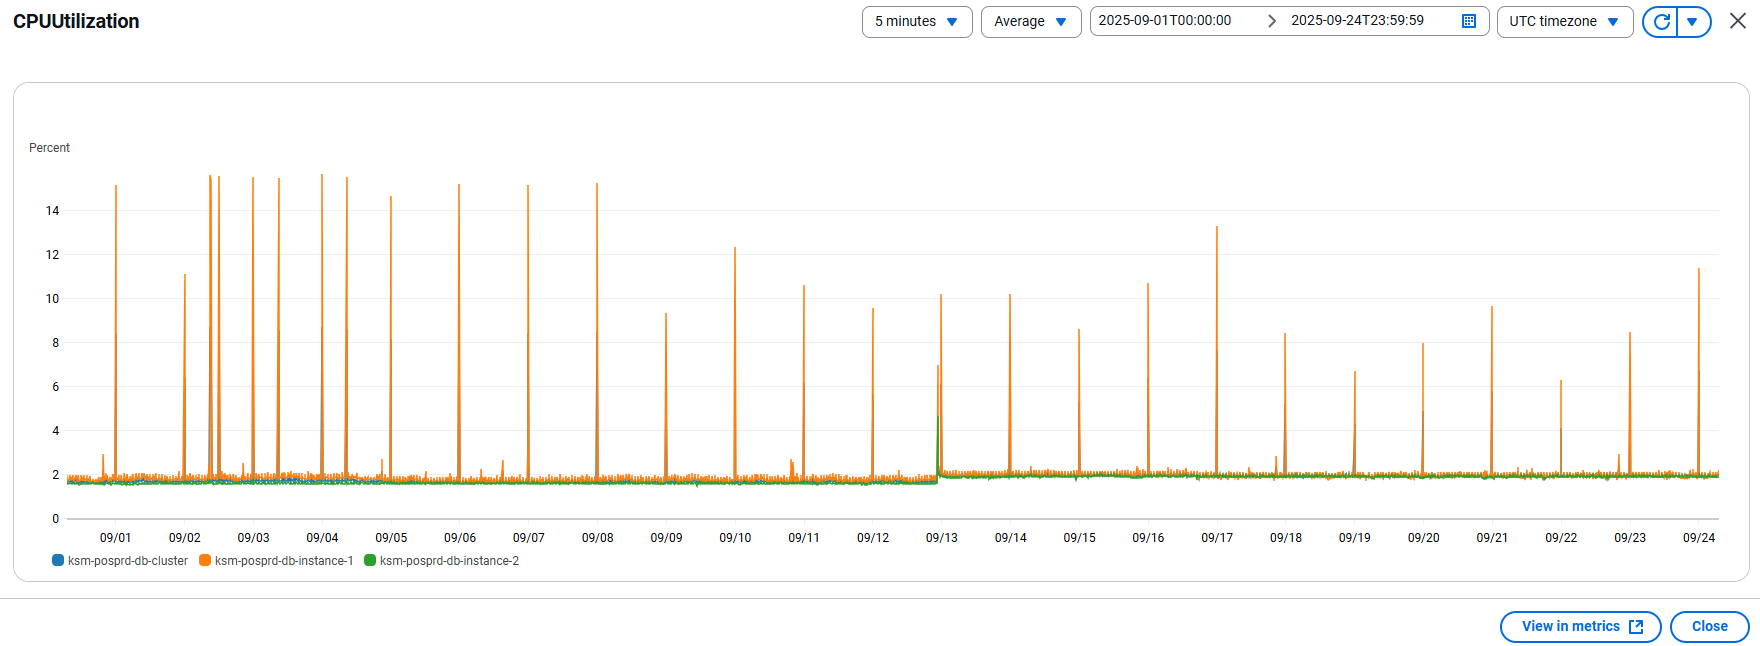 CPUUtilization
5 minutes
Average
2025-09-01T00:00:00
2025-09-24T23:59:59
UTC timezone
Percent
14
12
10
8
6
4
2
0
09/01 09/02 09/03 09/04 09/05 09/06 09/07 09/08 09/09 09/10 09/11 09/12 09/13 09/14 09/15 09/16 09/17 09/18 09/19 09/20 09/21 09/22 09/23 09/24
ksm-posprd-db-cluster ksm-posprd-db-instance-1 ksm-posprd-db-instance-2
View in metrics
Close